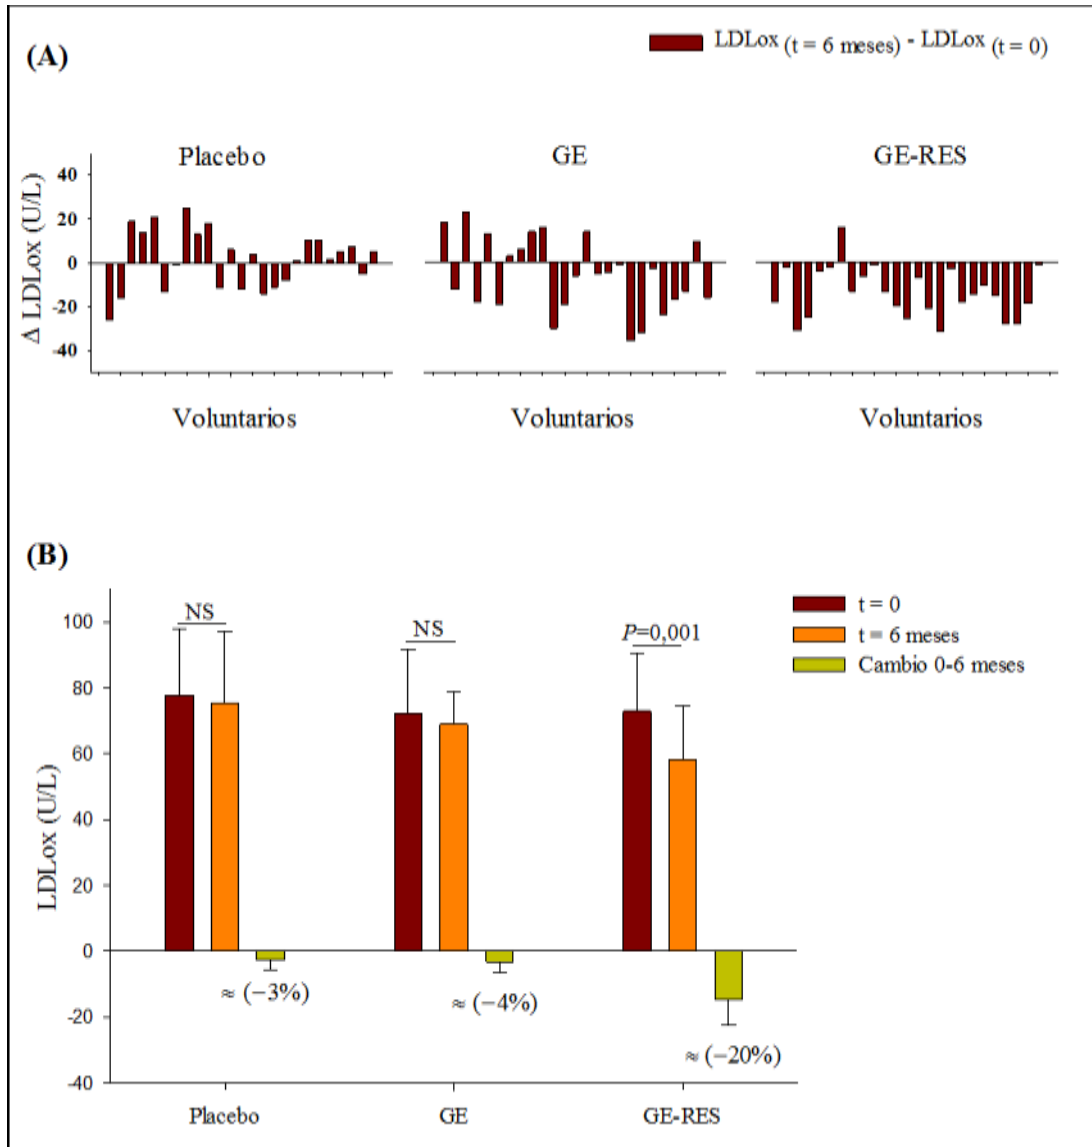 (A)
LDLox (t = 6 meses) - LDLox (t = 0)
Placebo
GE
GE-RES
Δ LDLox (U/L)
40
20
0
-20
-40
Voluntarios
Voluntarios
Voluntarios
(B)
t = 0
t = 6 meses
Cambio 0-6 meses
NS
NS
P=0,001
LDLox (U/L)
100
80
60
40
20
0
-20
-40
≈ (−3%)
≈ (−4%)
≈ (−20%)
Placebo
GE
GE-RES